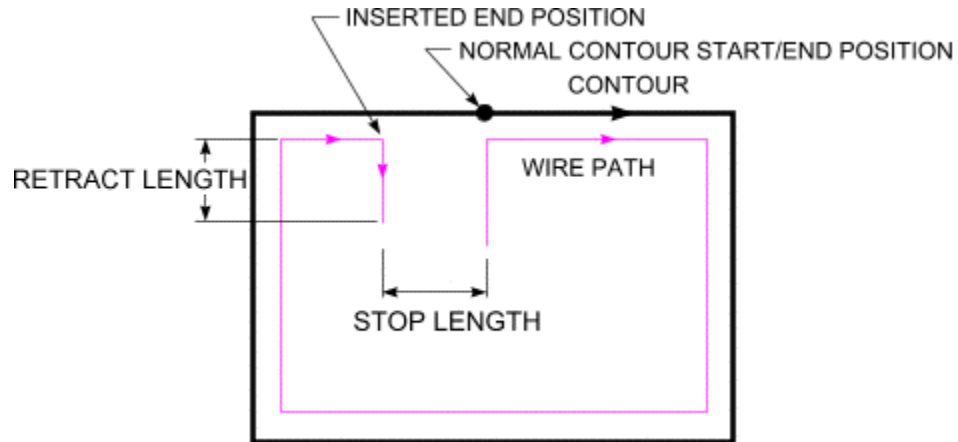 INSERTED END POSITION
NORMAL CONTOUR START/END POSITION
CONTOUR
RETRACT LENGTH
WIRE PATH
STOP LENGTH